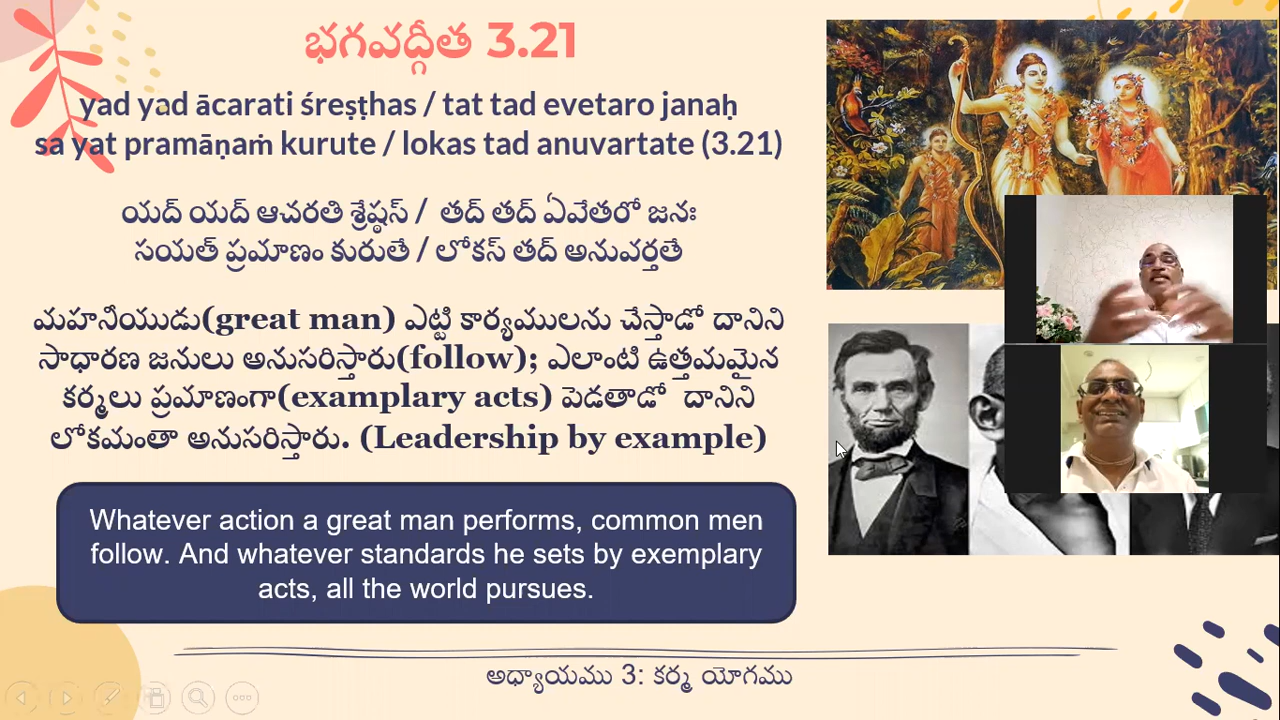 భగవద్గీత 3.21
yad yad ācarati śreṣṭhas / tat tad evetaro janaḥ
sa yat pramāṇaṁ kurute / lokas tad anuvartate (3.21)
యద్ యద్ ఆచరతి శ్రేష్ఠస్ / తద్ తద్ ఏవేతరో జనః
సయత్ ప్రమాణం కురుతే / లోకస్ తద్ అనువర్తతే
మహనీయుడు(great man) ఎట్టి కార్యములను చేస్తాడో దానిని
సాధారణ జనులు అనుసరిస్తారు(follow); ఎలాంటి ఉత్తమమైన
కర్మలు ప్రమాణంగా(examplary acts) పెడతాడో దానిని
లోకమంతా అనుసరిస్తారు. (Leadership by example)
Whatever action a great man performs, common men
follow. And whatever standards he sets by exemplary
acts, all the world pursues.
అధ్యాయము 3: కర్మ యోగము